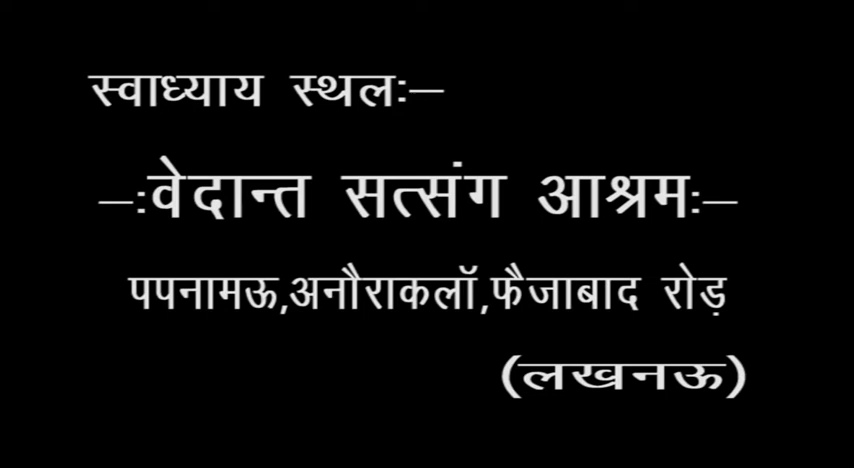 स्वाध्याय स्थलः—
—:वेदान्त सत्संग आश्रम:—
पपनामऊ,अनौराकलॉ,फैजाबाद रोड़
(लखनऊ)